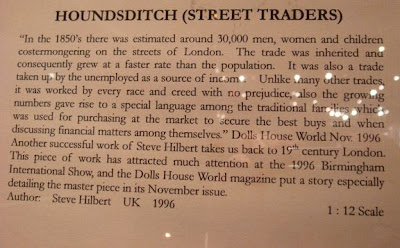 HOUNDSDITCH (STREET TRADERS)
"In the 1850's there was estimated around 30,000 men, women and children
costermongering on the streets of London. The trade was inherited and
consequently grew at a faster rate than the population. It was also a trade
taken up by the unemployed as a source of income. Unlike many other trades,
it was worked by every race and creed with no prejudice, also the growing
numbers gave rise to a special language among the traditional families which
was used for purchasing at the market to secure the best buys and when
discussing financial matters among themselves." Dolls House World Nov. 1996
Another successful work of Steve Hilbert takes us back to 19th century London.
This piece of work has attracted much attention at the 1996 Birmingham
International Show, and the Dolls House World magazine put a story especially
detailing the master piece in its November issue.
Author: Steve Hilbert UK 1996
1 : 12 Scale